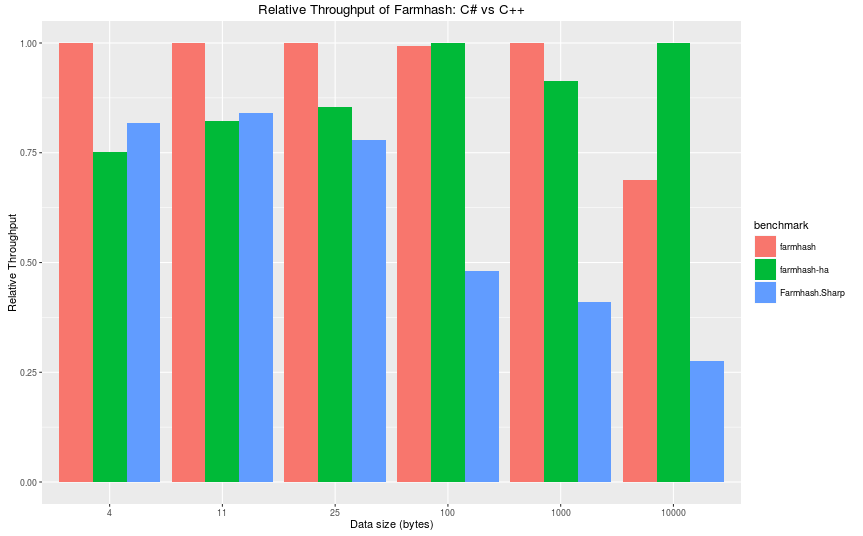 Relative Throughput of Farmhash: C# vs C++
Relative Throughput
1.00
0.75
0.50
0.25
0.00
4 11 25 100 1000 10000
Data size (bytes)
benchmark
farmhash
farmhash-ha
Farmhash.Sharp